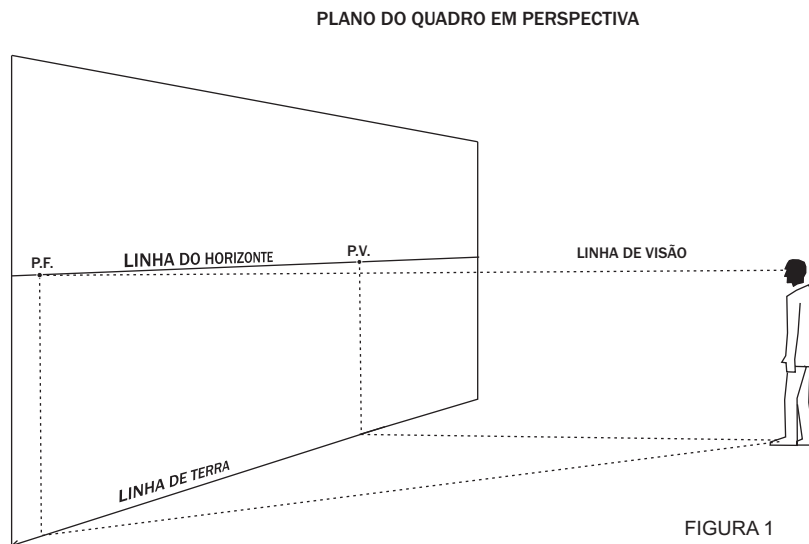 PLANO DO QUADRO EM PERSPECTIVA
P.F.
LINHA DO HORIZONTE
P.V.
LINHA DE VISÃO
LINHA DE TERRA
FIGURA 1